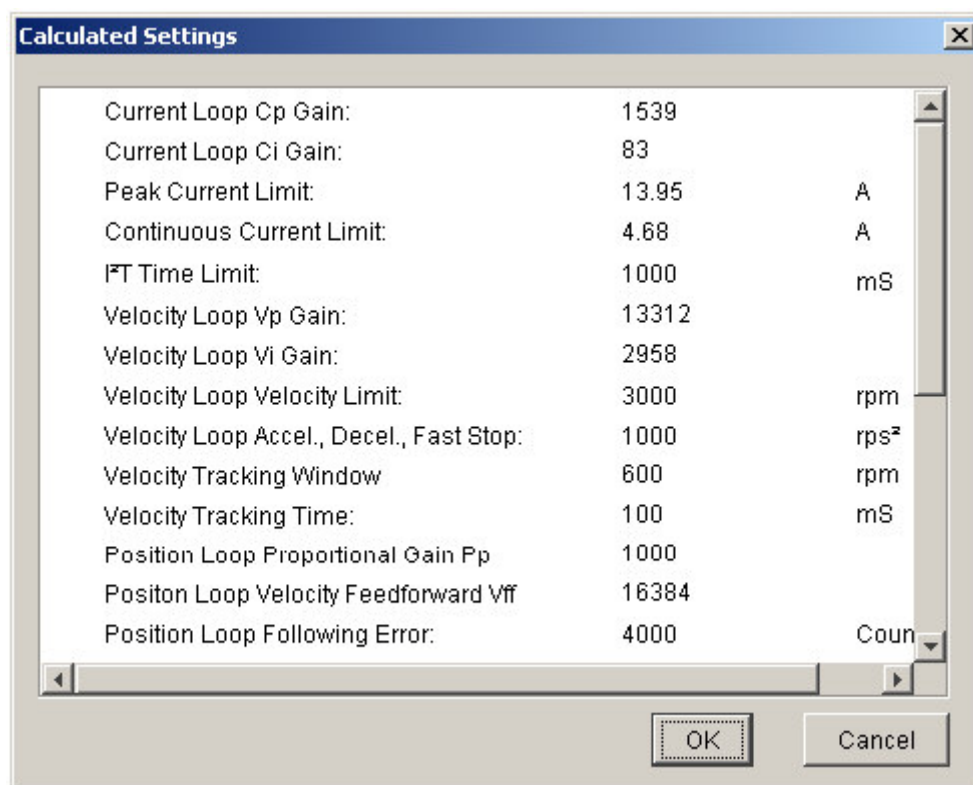 Calculated Settings
Current Loop Cp Gain: 1539
Current Loop Ci Gain: 83
Peak Current Limit: 13.95 A
Continuous Current Limit: 4.68 A
I²T Time Limit: 1000 mS
Velocity Loop Vp Gain: 13312
Velocity Loop Vi Gain: 2958
Velocity Loop Velocity Limit: 3000 rpm
Velocity Loop Accel., Decel., Fast Stop: 1000 rps²
Velocity Tracking Window 600 rpm
Velocity Tracking Time: 100 mS
Position Loop Proportional Gain Pp 1000
Positon Loop Velocity Feedforward Vff 16384
Position Loop Following Error: 4000 Coun
OK Cancel